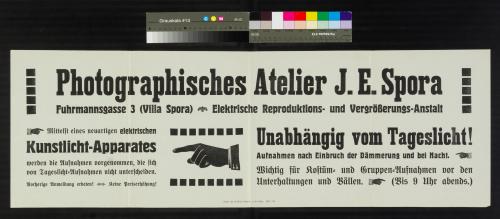 Grauskala #13
Photographisches Atelier J. E. Spora
Fuhrmannsgasse 3 (Villa Spora) Elektrische Reproduktions- und Vergrößerungs-Anstalt
Mittelst eines neuartigen elektrischen
Kunstlicht-Apparates
werden die Aufnahmen vorgenommen, die sich
von Tageslicht-Aufnahmen nicht unterscheiden.
Vorherige Anmeldung erbeten! Keine Preiserhöhung!
Unabhängig vom Tageslicht!
Aufnahmen nach Einbruch der Dämmerung und bei Nacht.
Wichtig für Kostüm- und Gruppen-Aufnahmen vor den
Unterhaltungen und Bällen. (Bis 9 Uhr abends.)